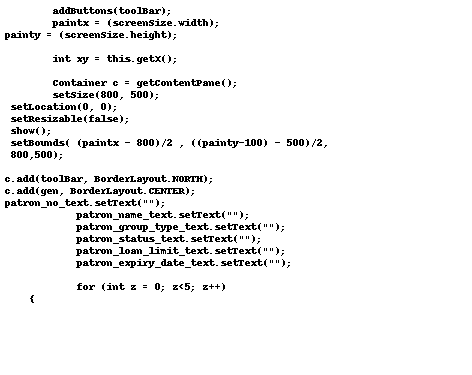 addButtons(toolBar);
paintx = (screenSize.width);
painty = (screenSize.height);
int xy = this.getX();
Container c = getContentPane();
setSize(800, 500);
setLocation(0, 0);
setResizable(false);
show();
setBounds( (paintx - 800)/2 , ((painty-100) - 500)/2,
800,500);
c.add(toolBar, BorderLayout.NORTH);
c.add(gen, BorderLayout.CENTER);
patron_no_text.setText("");
patron_name_text.setText("");
patron_group_type_text.setText("");
patron_status_text.setText("");
patron_loan_limit_text.setText("");
patron_expiry_date_text.setText("");
for (int z = 0; z<5; z++)
{